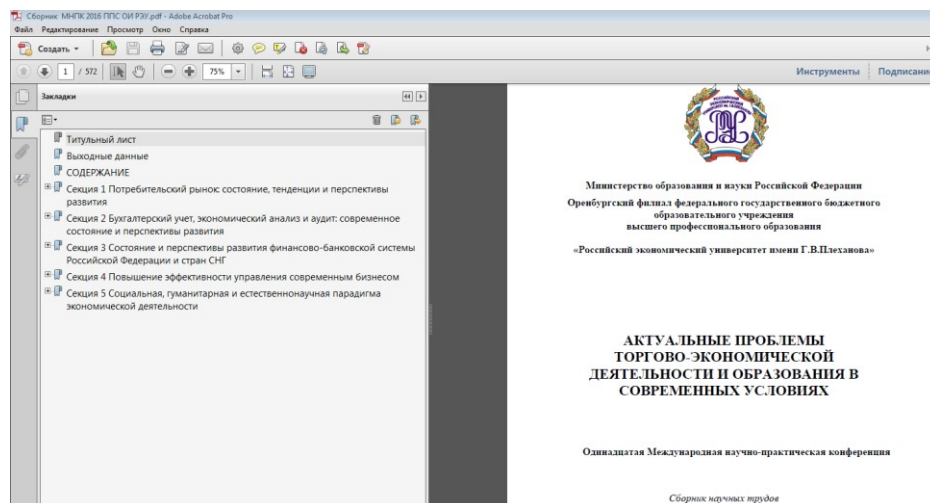 Сборник МНПК 2016 ППС ОИ РЭУ.pdf - Adobe Acrobat Pro
Файл Редактирование Просмотр Окно Справка
Создать
1 / 572 75% Инструменты Подписание
Закладки
Титульный лист
Выходные данные
СОДЕРЖАНИЕ
Секция 1 Потребительский рынок: состояние, тенденции и перспективы
развития
Секция 2 Бухгалтерский учет, экономический анализ и аудит: современное
состояние и перспективы развития
Секция 3 Состояние и перспективы развития финансово-банковской системы
Российской Федерации и стран СНГ
Секция 4 Повышение эффективности управления современным бизнесом
Секция 5 Социальная, гуманитарная и естественнонаучная парадигма
экономической деятельности
Министерство образования и науки Российской Федерации
Оренбургский филиал федерального государственного бюджетного
образовательного учреждения
высшего профессионального образования
«Российский экономический университет имени Г.В.Плеханова»
АКТУАЛЬНЫЕ ПРОБЛЕМЫ
ТОРГОВО-ЭКОНОМИЧЕСКОЙ
ДЕЯТЕЛЬНОСТИ И ОБРАЗОВАНИЯ В
СОВРЕМЕННЫХ УСЛОВИЯХ
Одинадцатая Международная научно-практическая конференция
Сборник научных трудов